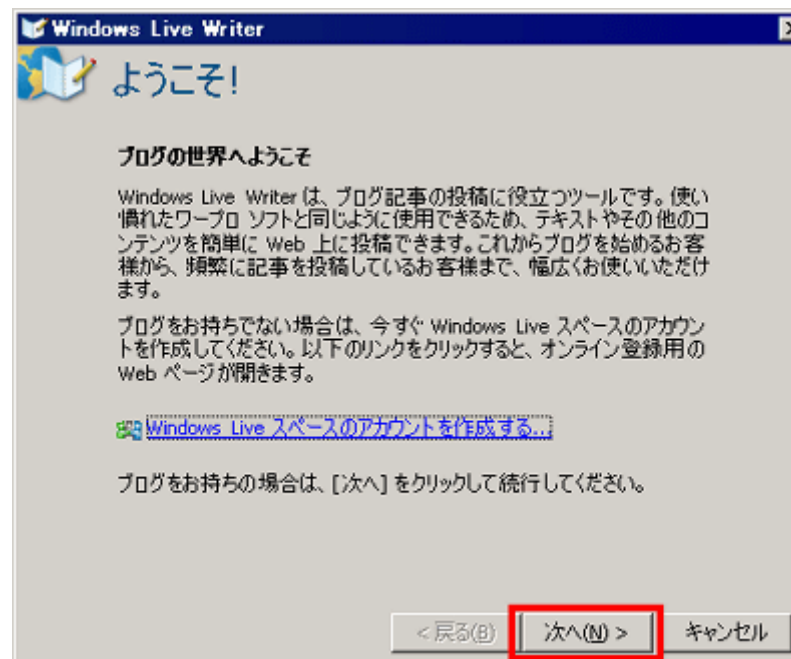 Windows Live Writer
ようこそ!
ブログの世界へようこそ
Windows Live Writer は、ブログ記事の投稿に役立つツールです。使い
慣れたワープロ ソフトと同じように使用できるため、テキストやその他のコ
ンテンツを簡単に Web 上に投稿できます。これからブログを始めるお客
様から、頻繁に記事を投稿しているお客様まで、幅広くお使いいただけ
ます。
ブログをお持ちでない場合は、今すぐ Windows Live スペースのアカウン
トを作成してください。以下のリンクをクリックすると、オンライン登録用の
Web ページが開きます。
Windows Live スペースのアカウントを作成する...
ブログをお持ちの場合は、[次へ] をクリックして続行してください。
< 戻る(B) 次へ(N) > キャンセル